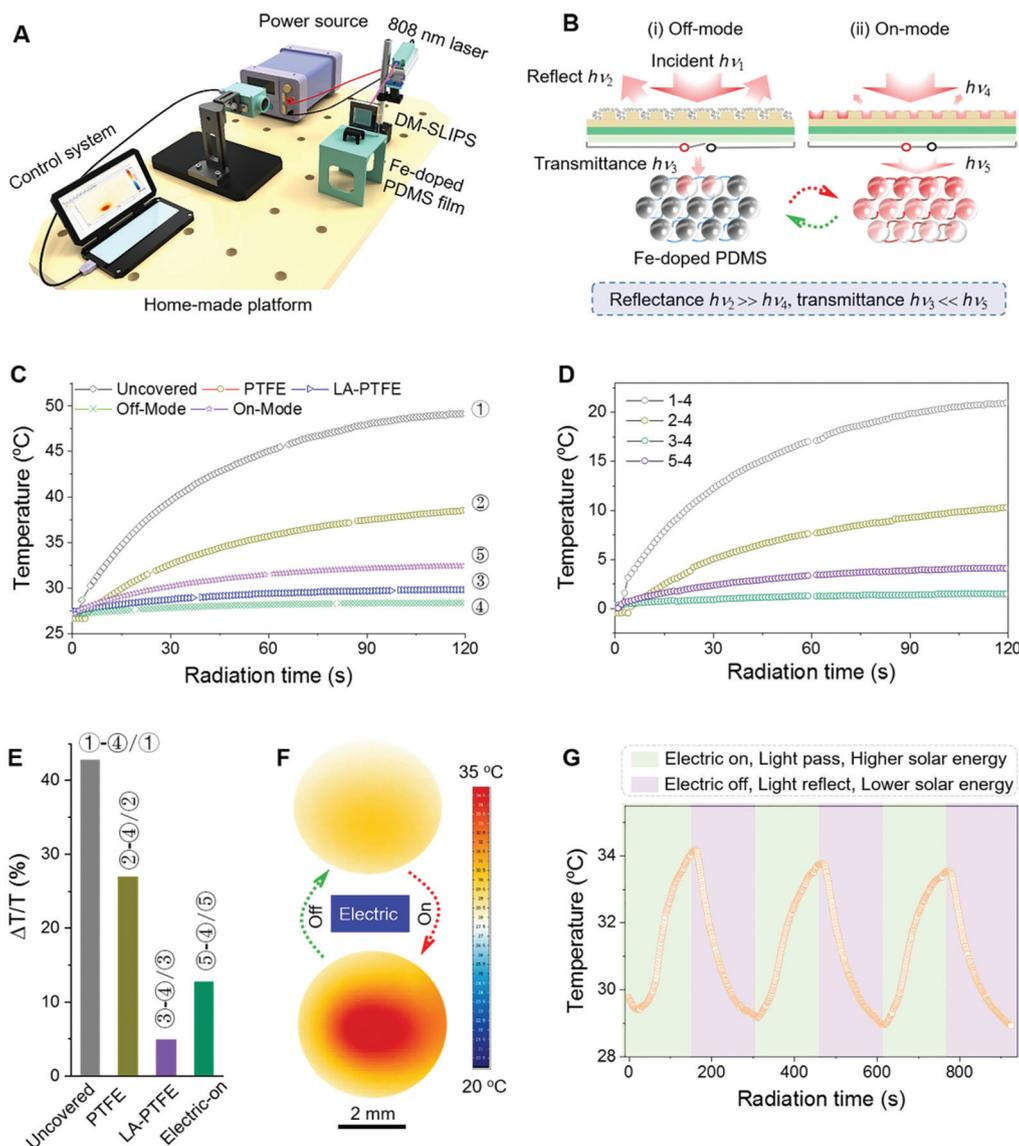 A
Power source
808 nm laser
Control system
DM-SLIPS
Fe-doped
PDMS film
Home-made platform
B
(i) Off-mode
(ii) On-mode
Incident hν1
Reflect hν2
hν4
Transmittance hν3
hν5
Fe-doped PDMS
Reflectance hν2 >> hν4, transmittance hν3 << hν5
C
Uncovered PTFE LA-PTFE
Off-Mode On-Mode
Temperature (ºC)
50
45
40
35
30
25
①
②
⑤
③
④
0 30 60 90 120
Radiation time (s)
D
1-4
2-4
3-4
5-4
Temperature (ºC)
20
15
10
5
0
0 30 60 90 120
Radiation time (s)
E
①-④/①
②-④/②
③-④/③
⑤-④/⑤
ΔT/T (%)
40
30
20
10
0
Uncovered
PTFE
LA-PTFE
Electric-on
F
35 ºC
Off
Electric
On
20 ºC
2 mm
G
Electric on, Light pass, Higher solar energy
Electric off, Light reflect, Lower solar energy
Temperature (ºC)
34
32
30
28
0 200 400 600 800
Radiation time (s)